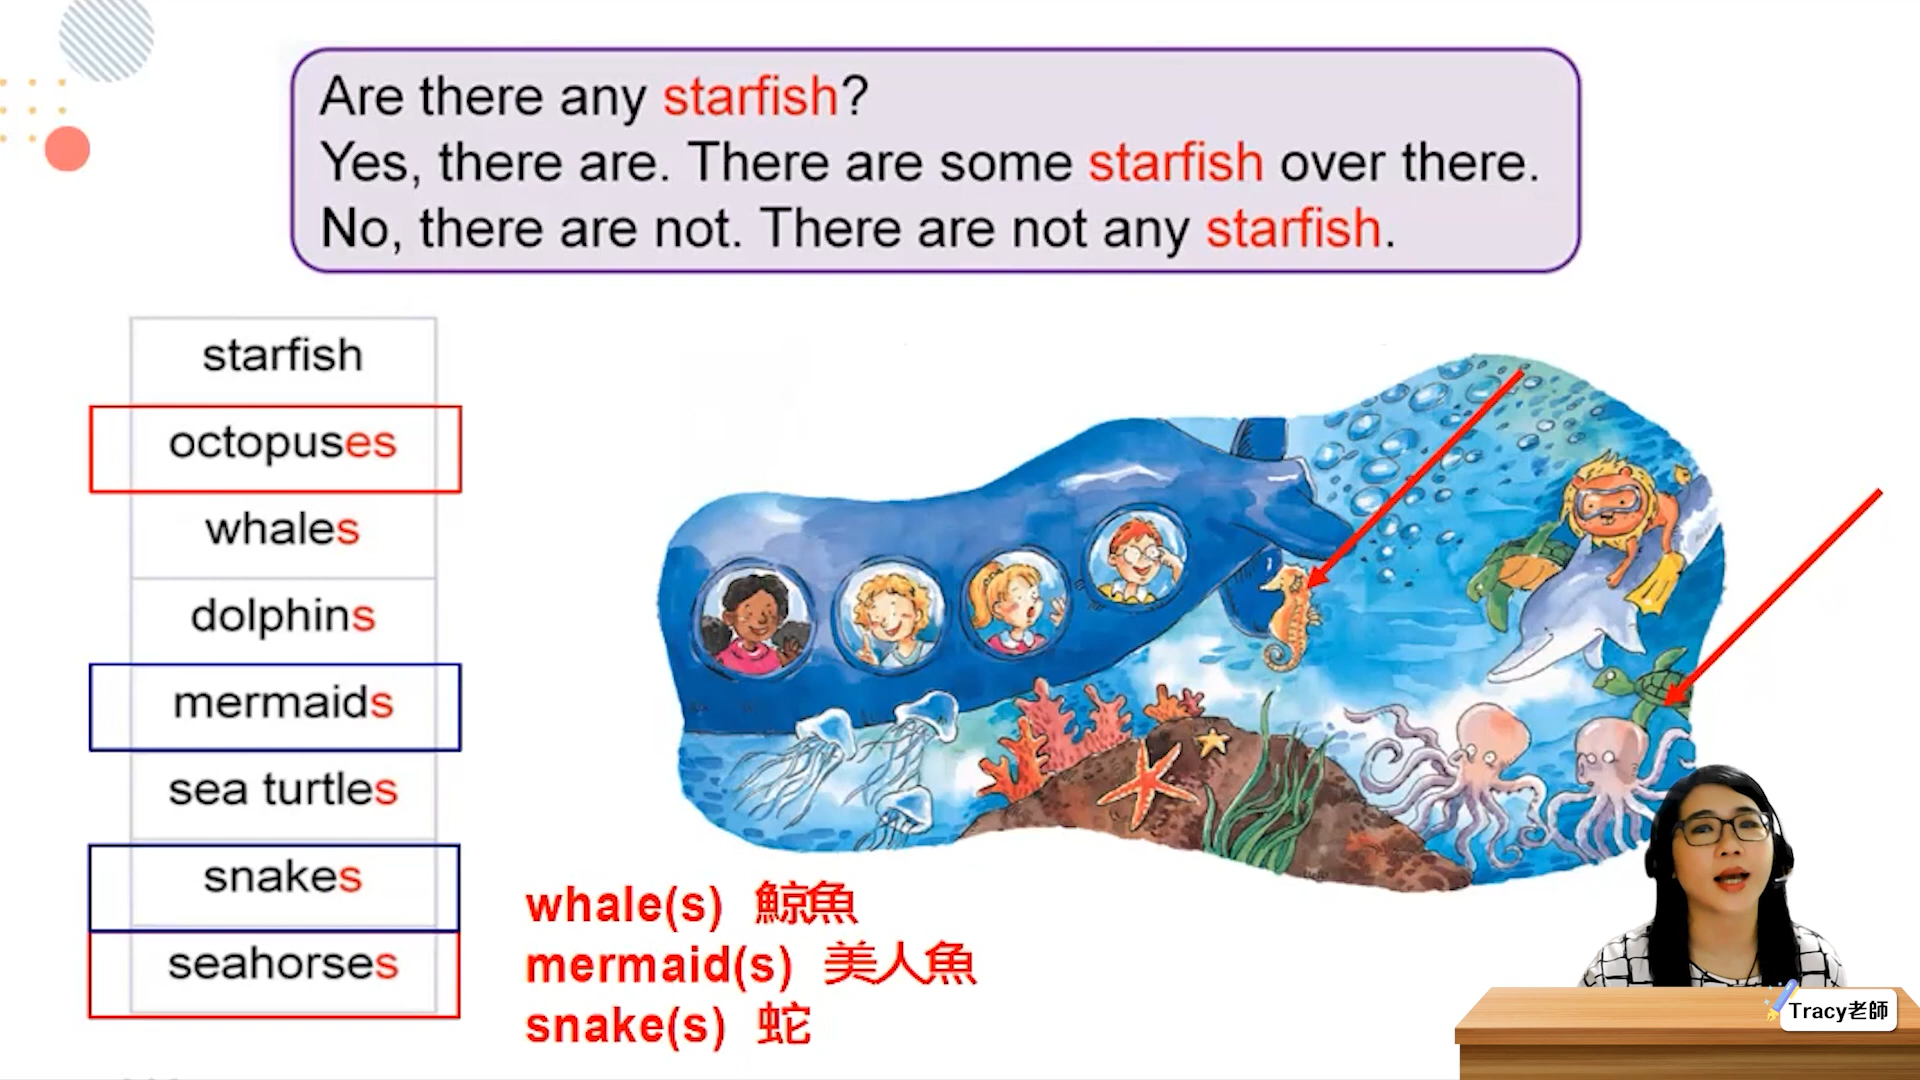 Are there any starfish?
Yes, there are. There are some starfish over there.
No, there are not. There are not any starfish.
starfish
octopuses
whales
dolphins
mermaids
sea turtles
snakes
seahorses
whale(s) 鯨魚
mermaid(s) 美人魚
snake(s) 蛇
Tracy老師